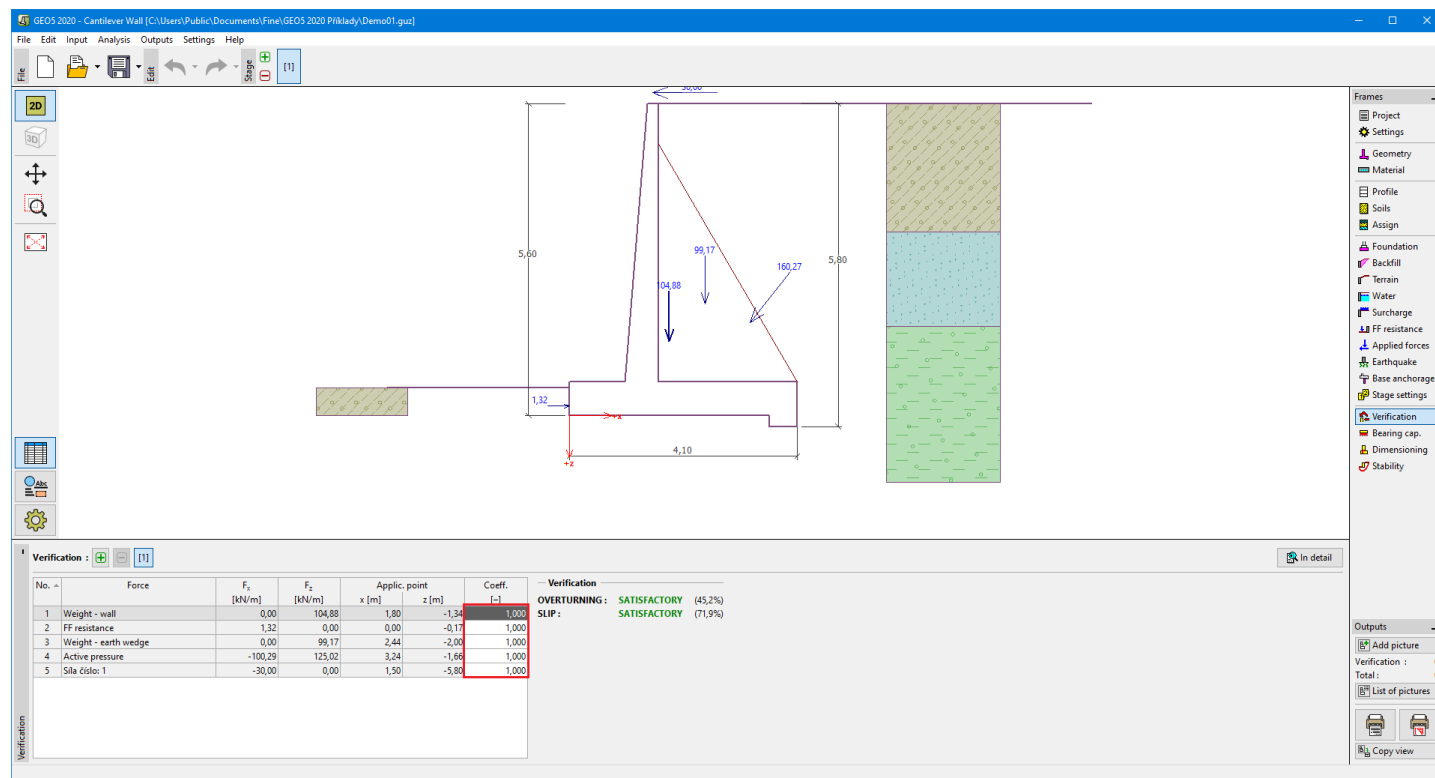 GEO5 2020 - Cantilever Wall [C:\Users\Public\Documents\Fine\GEO5 2020 Příklady\Demo01.guz]
File Edit Input Analysis Outputs Settings Help
File
Edit
Stage
[1]
2D
3D
5,60
99,17
160,27
5,80
104,88
1,32
+x
4,10
+z
Abc
Frames
Project
Settings
Geometry
Material
Profile
Soils
Assign
Foundation
Backfill
Terrain
Water
Surcharge
FF resistance
Applied forces
Earthquake
Base anchorage
Stage settings
Verification
Bearing cap.
Dimensioning
Stability
Verification : [1] In detail
No. Force Fx Fz Applic. point Coeff.
[kN/m] [kN/m] x [m] z [m] [–]
1 Weight - wall 0,00 104,88 1,80 -1,34 1,000
2 FF resistance 1,32 0,00 0,00 -0,17 1,000
3 Weight - earth wedge 0,00 99,17 2,44 -2,00 1,000
4 Active pressure -100,29 125,02 3,24 -1,66 1,000
5 Síla číslo: 1 -30,00 0,00 1,50 -5,80 1,000
Verification
OVERTURNING : SATISFACTORY (45,2%)
SLIP : SATISFACTORY (71,9%)
Verification
Outputs
Add picture
Verification :
Total :
List of pictures
Copy view